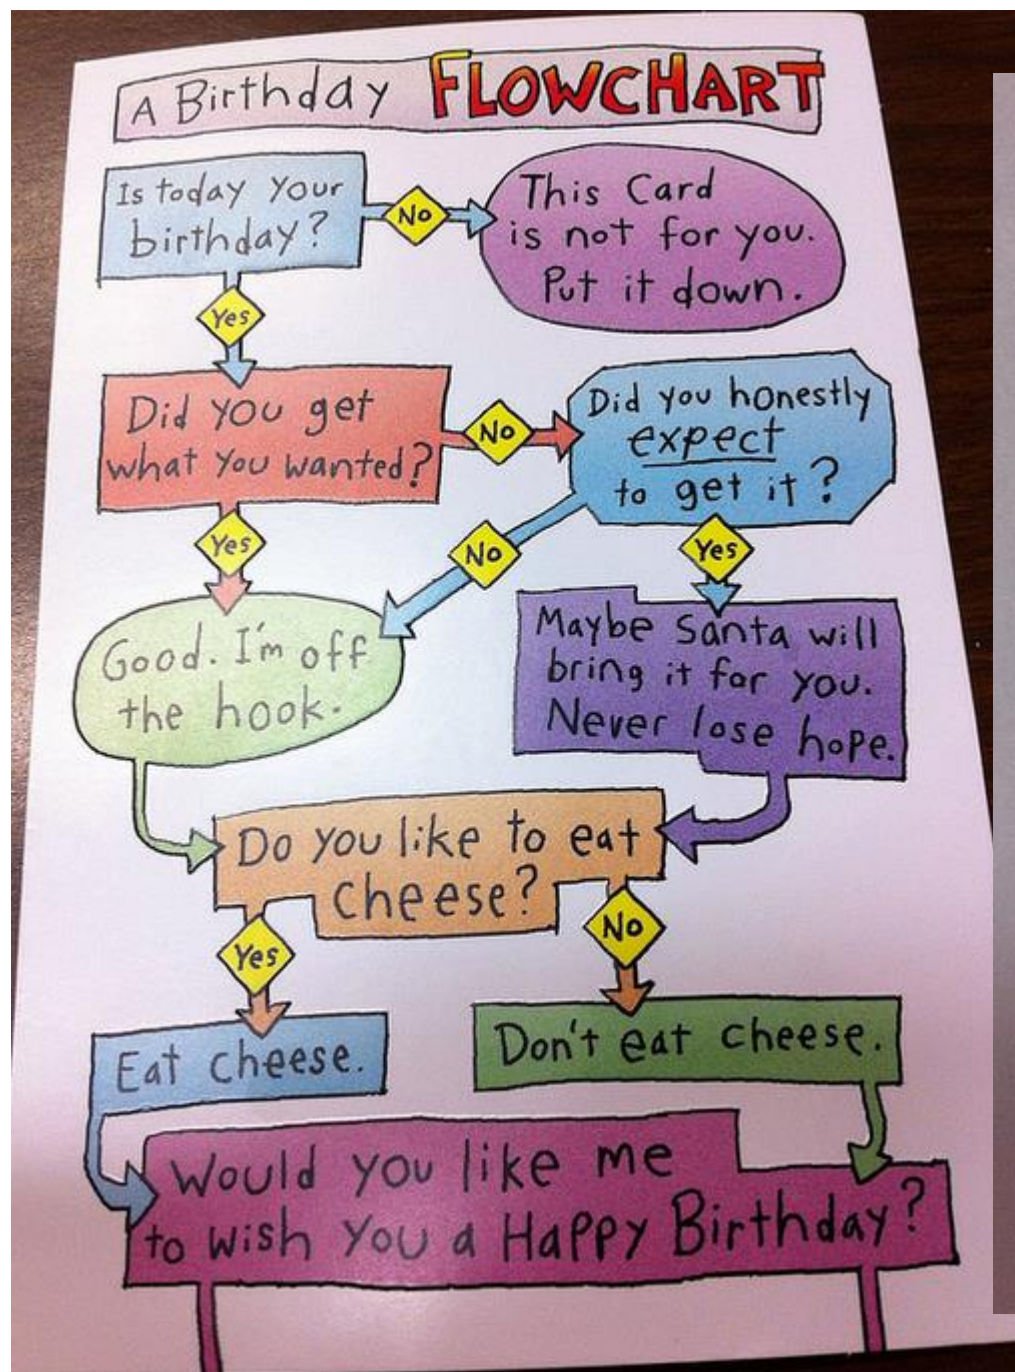 A Birthday FLOWCHART
Is today your
birthday?
No
This Card
is not for you.
Put it down.
Yes
Did you get
what you wanted?
No
Did you honestly
expect
to get it?
Yes
No
Yes
Good. I'm off
the hook.
Maybe Santa will
bring it for you.
Never lose hope.
Do you like to eat
cheese?
Yes
No
Eat cheese.
Don't eat cheese.
Would you like me
to wish you a Happy Birthday?